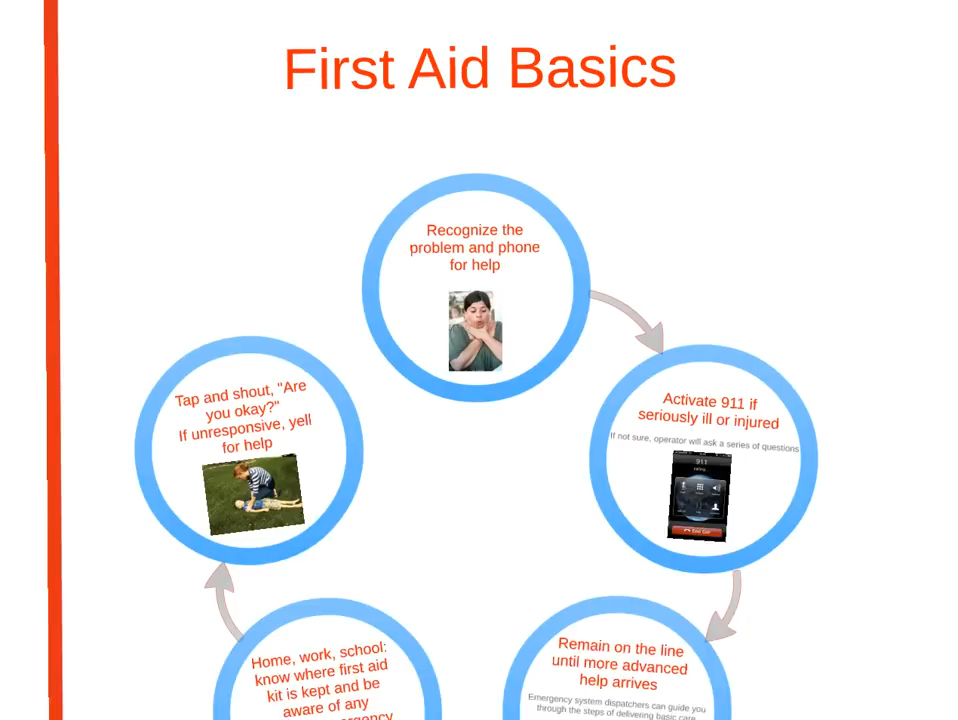 First Aid Basics
Recognize the
problem and phone
for help
Activate 911 if
seriously ill or injured
If not sure, operator will ask a series of questions
911
End Call
Remain on the line
until more advanced
help arrives
Emergency system dispatchers can guide you
through the steps of delivering basic care
Home, work, school:
know where first aid
kit is kept and be
aware of any
Tap and shout, "Are
you okay?"
If unresponsive, yell
for help